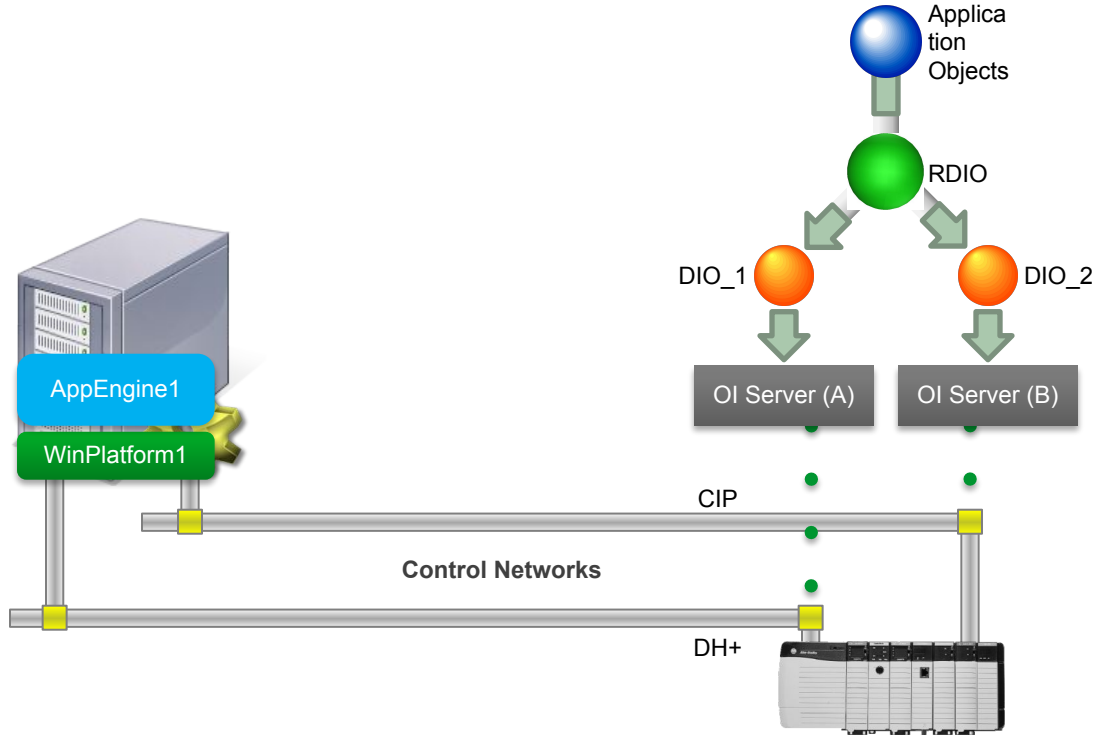 Applica
tion
Objects
RDIO
DIO_1
DIO_2
OI Server (A)
OI Server (B)
AppEngine1
WinPlatform1
CIP
Control Networks
DH+